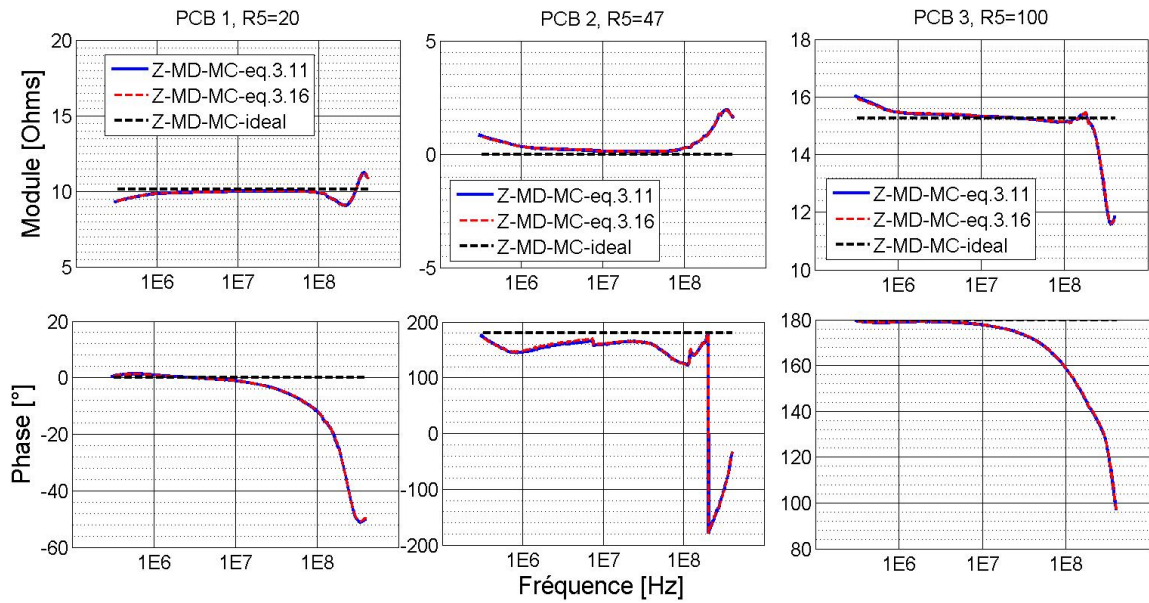 PCB 1, R5=20
PCB 2, R5=47
PCB 3, R5=100
Module [Ohms]
20
15
10
5
Z-MD-MC-eq.3.11
Z-MD-MC-eq.3.16
Z-MD-MC-ideal
1E6
1E7
1E8
5
0
-5
Z-MD-MC-eq.3.11
Z-MD-MC-eq.3.16
Z-MD-MC-ideal
1E6
1E7
1E8
18
16
14
12
10
Z-MD-MC-eq.3.11
Z-MD-MC-eq.3.16
Z-MD-MC-ideal
1E6
1E7
1E8
Phase [°]
20
0
-20
-40
-60
1E6
1E7
1E8
200
100
0
-100
-200
1E6
1E7
1E8
180
160
140
120
100
80
1E6
1E7
1E8
Fréquence [Hz]